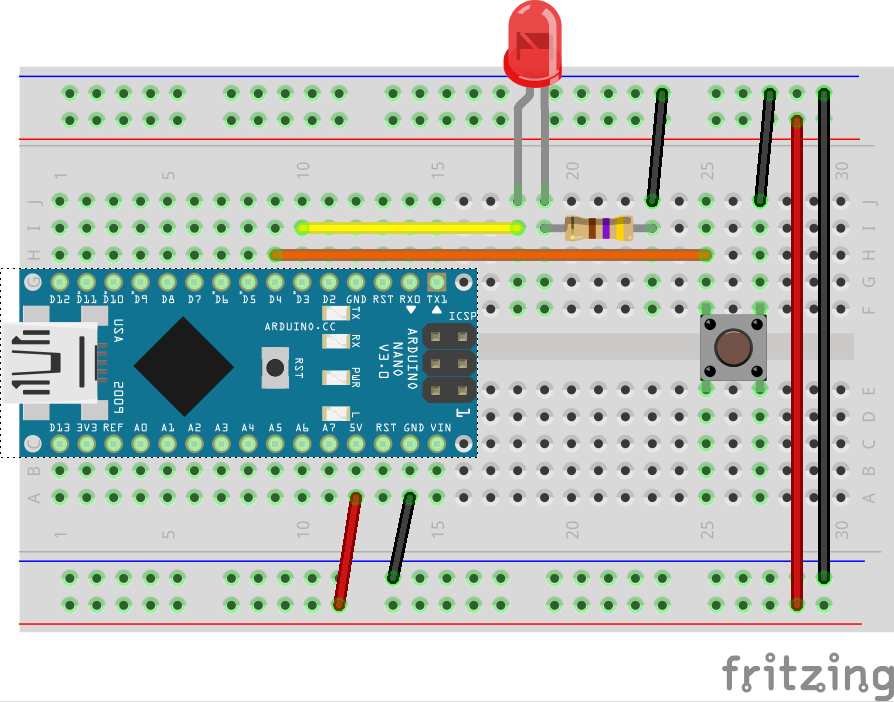 1 5 10 15 20 25 30
J J
I I
H H
G G
D12 D11 D10 D9 D8 D7 D6 D5 D4 D3 D2 GND RST RX0 TX1
F
TX
ICSP
USA
ARDUINO.CC
RX
ARDUINO
NANO
V3.0
RST
PWR
2009
L
1
E
D
D13 3V3 REF A0 A1 A2 A3 A4 A5 A6 A7 5V RST GND VIN
C C
B B
A A
1 5 10 15 20 25 30
fritzing